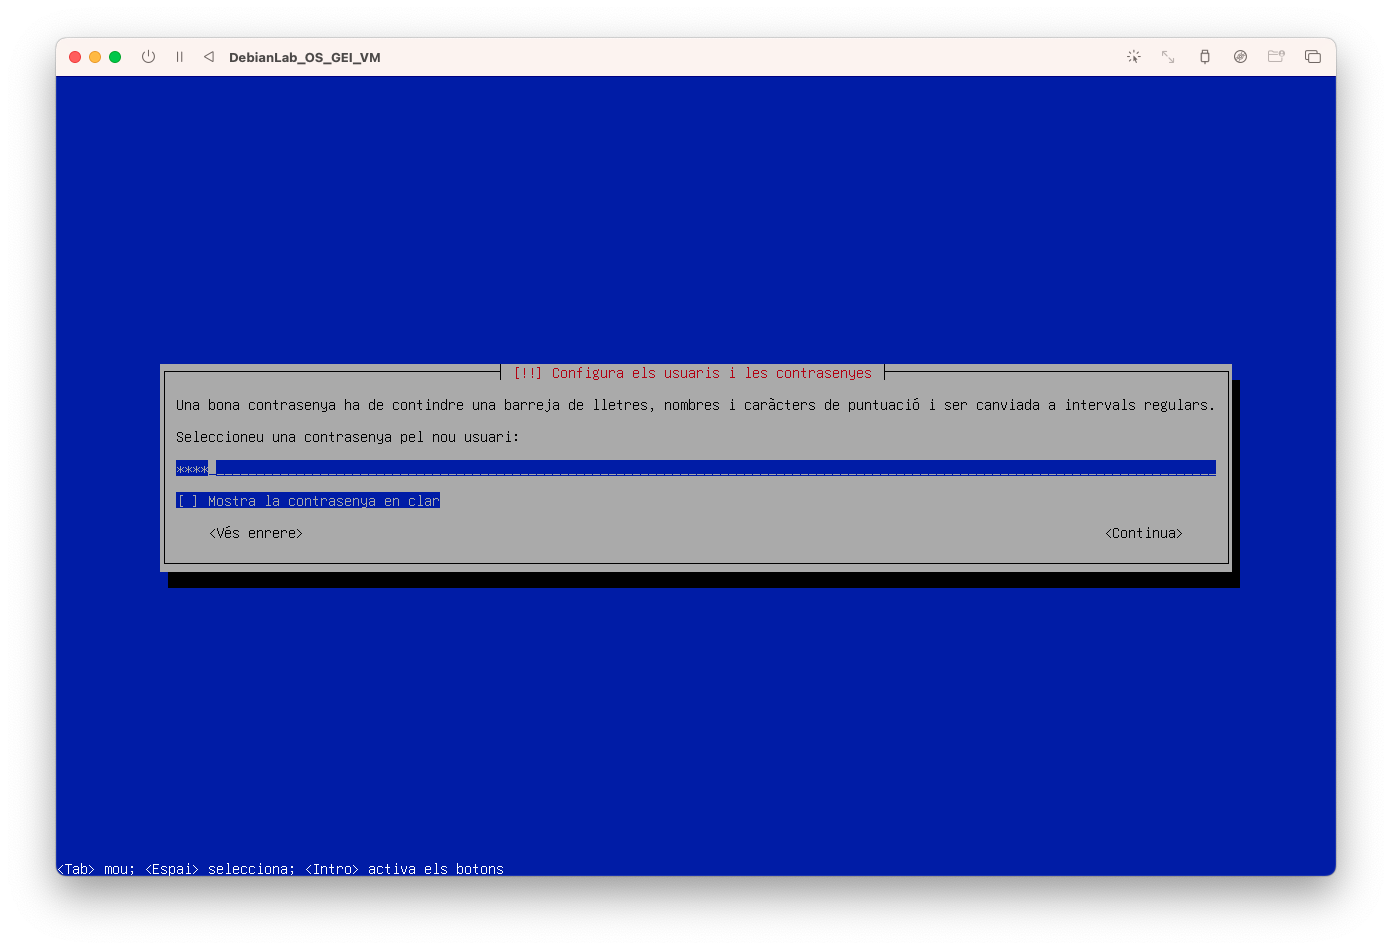 DebianLab_OS_GEI_VM
[!!] Configura els usuaris i les contrasenyes
Una bona contrasenya ha de contindre una barreja de lletres, nombres i caràcters de puntuació i ser canviada a intervals regulars.
Seleccioneu una contrasenya pel nou usuari:
****
[ ] Mostra la contrasenya en clar
<Vés enrere> <Continua>
<Tab> mou; <Espai> selecciona; <Intro> activa els botons